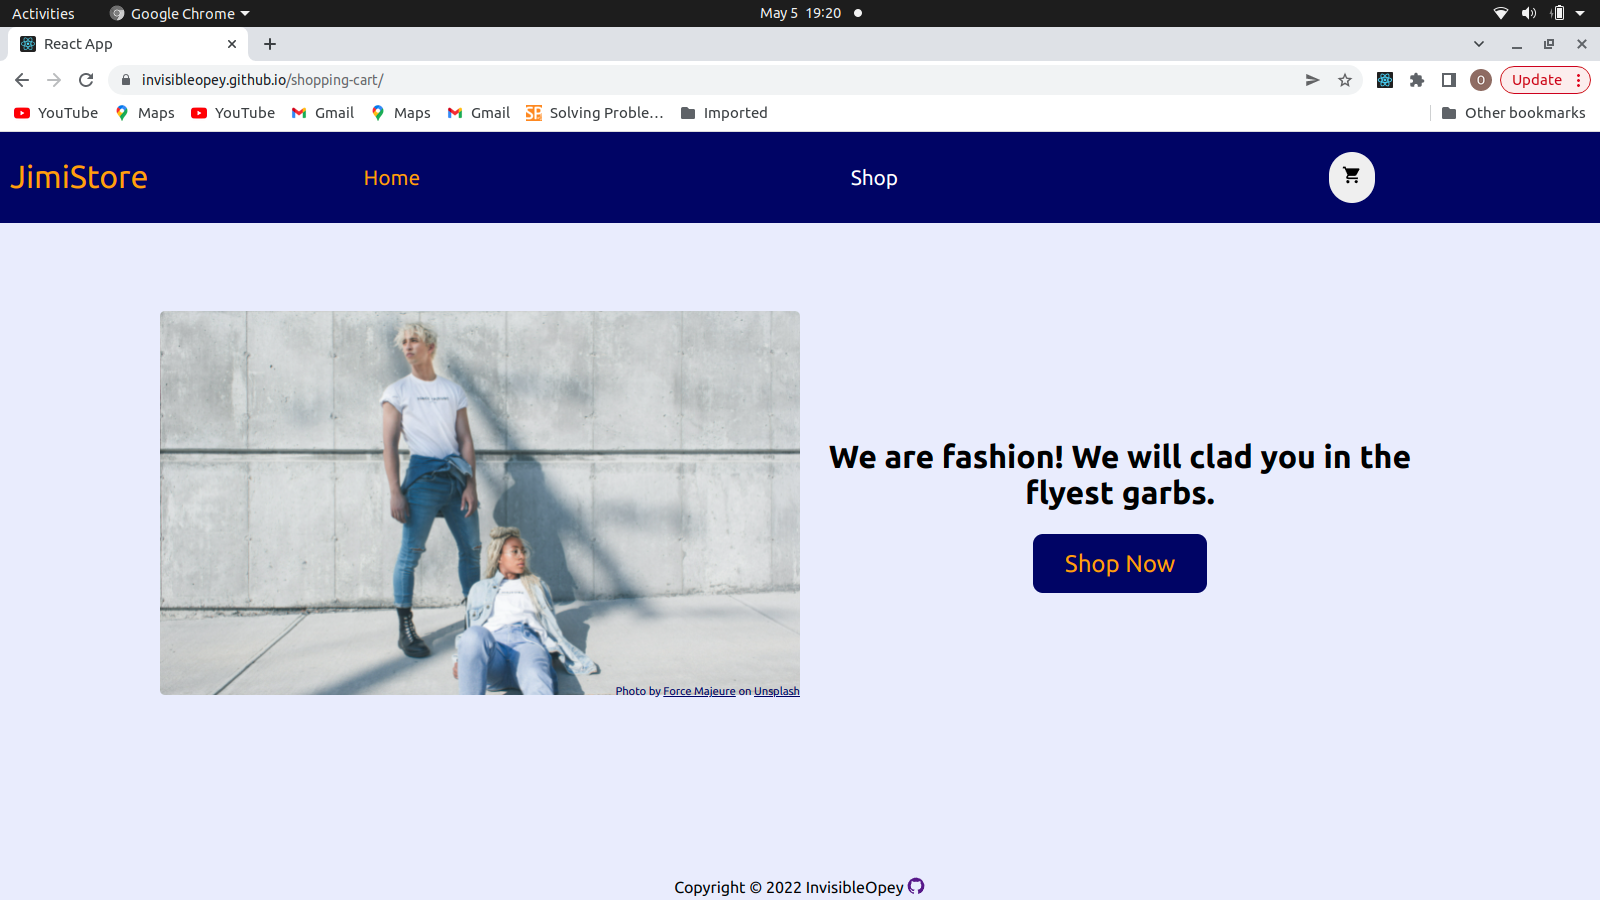 Activities
Google Chrome
May 5 19:20
React App
invisibleopey.github.io/shopping-cart/
O
Update
YouTube
Maps
YouTube
Gmail
Maps
Gmail
SP
Solving Proble...
Imported
Other bookmarks
JimiStore
Home
Shop
We are fashion! We will clad you in the
flyest garbs.
Shop Now
Photo by Force Majeure on Unsplash
Copyright © 2022 InvisibleOpey